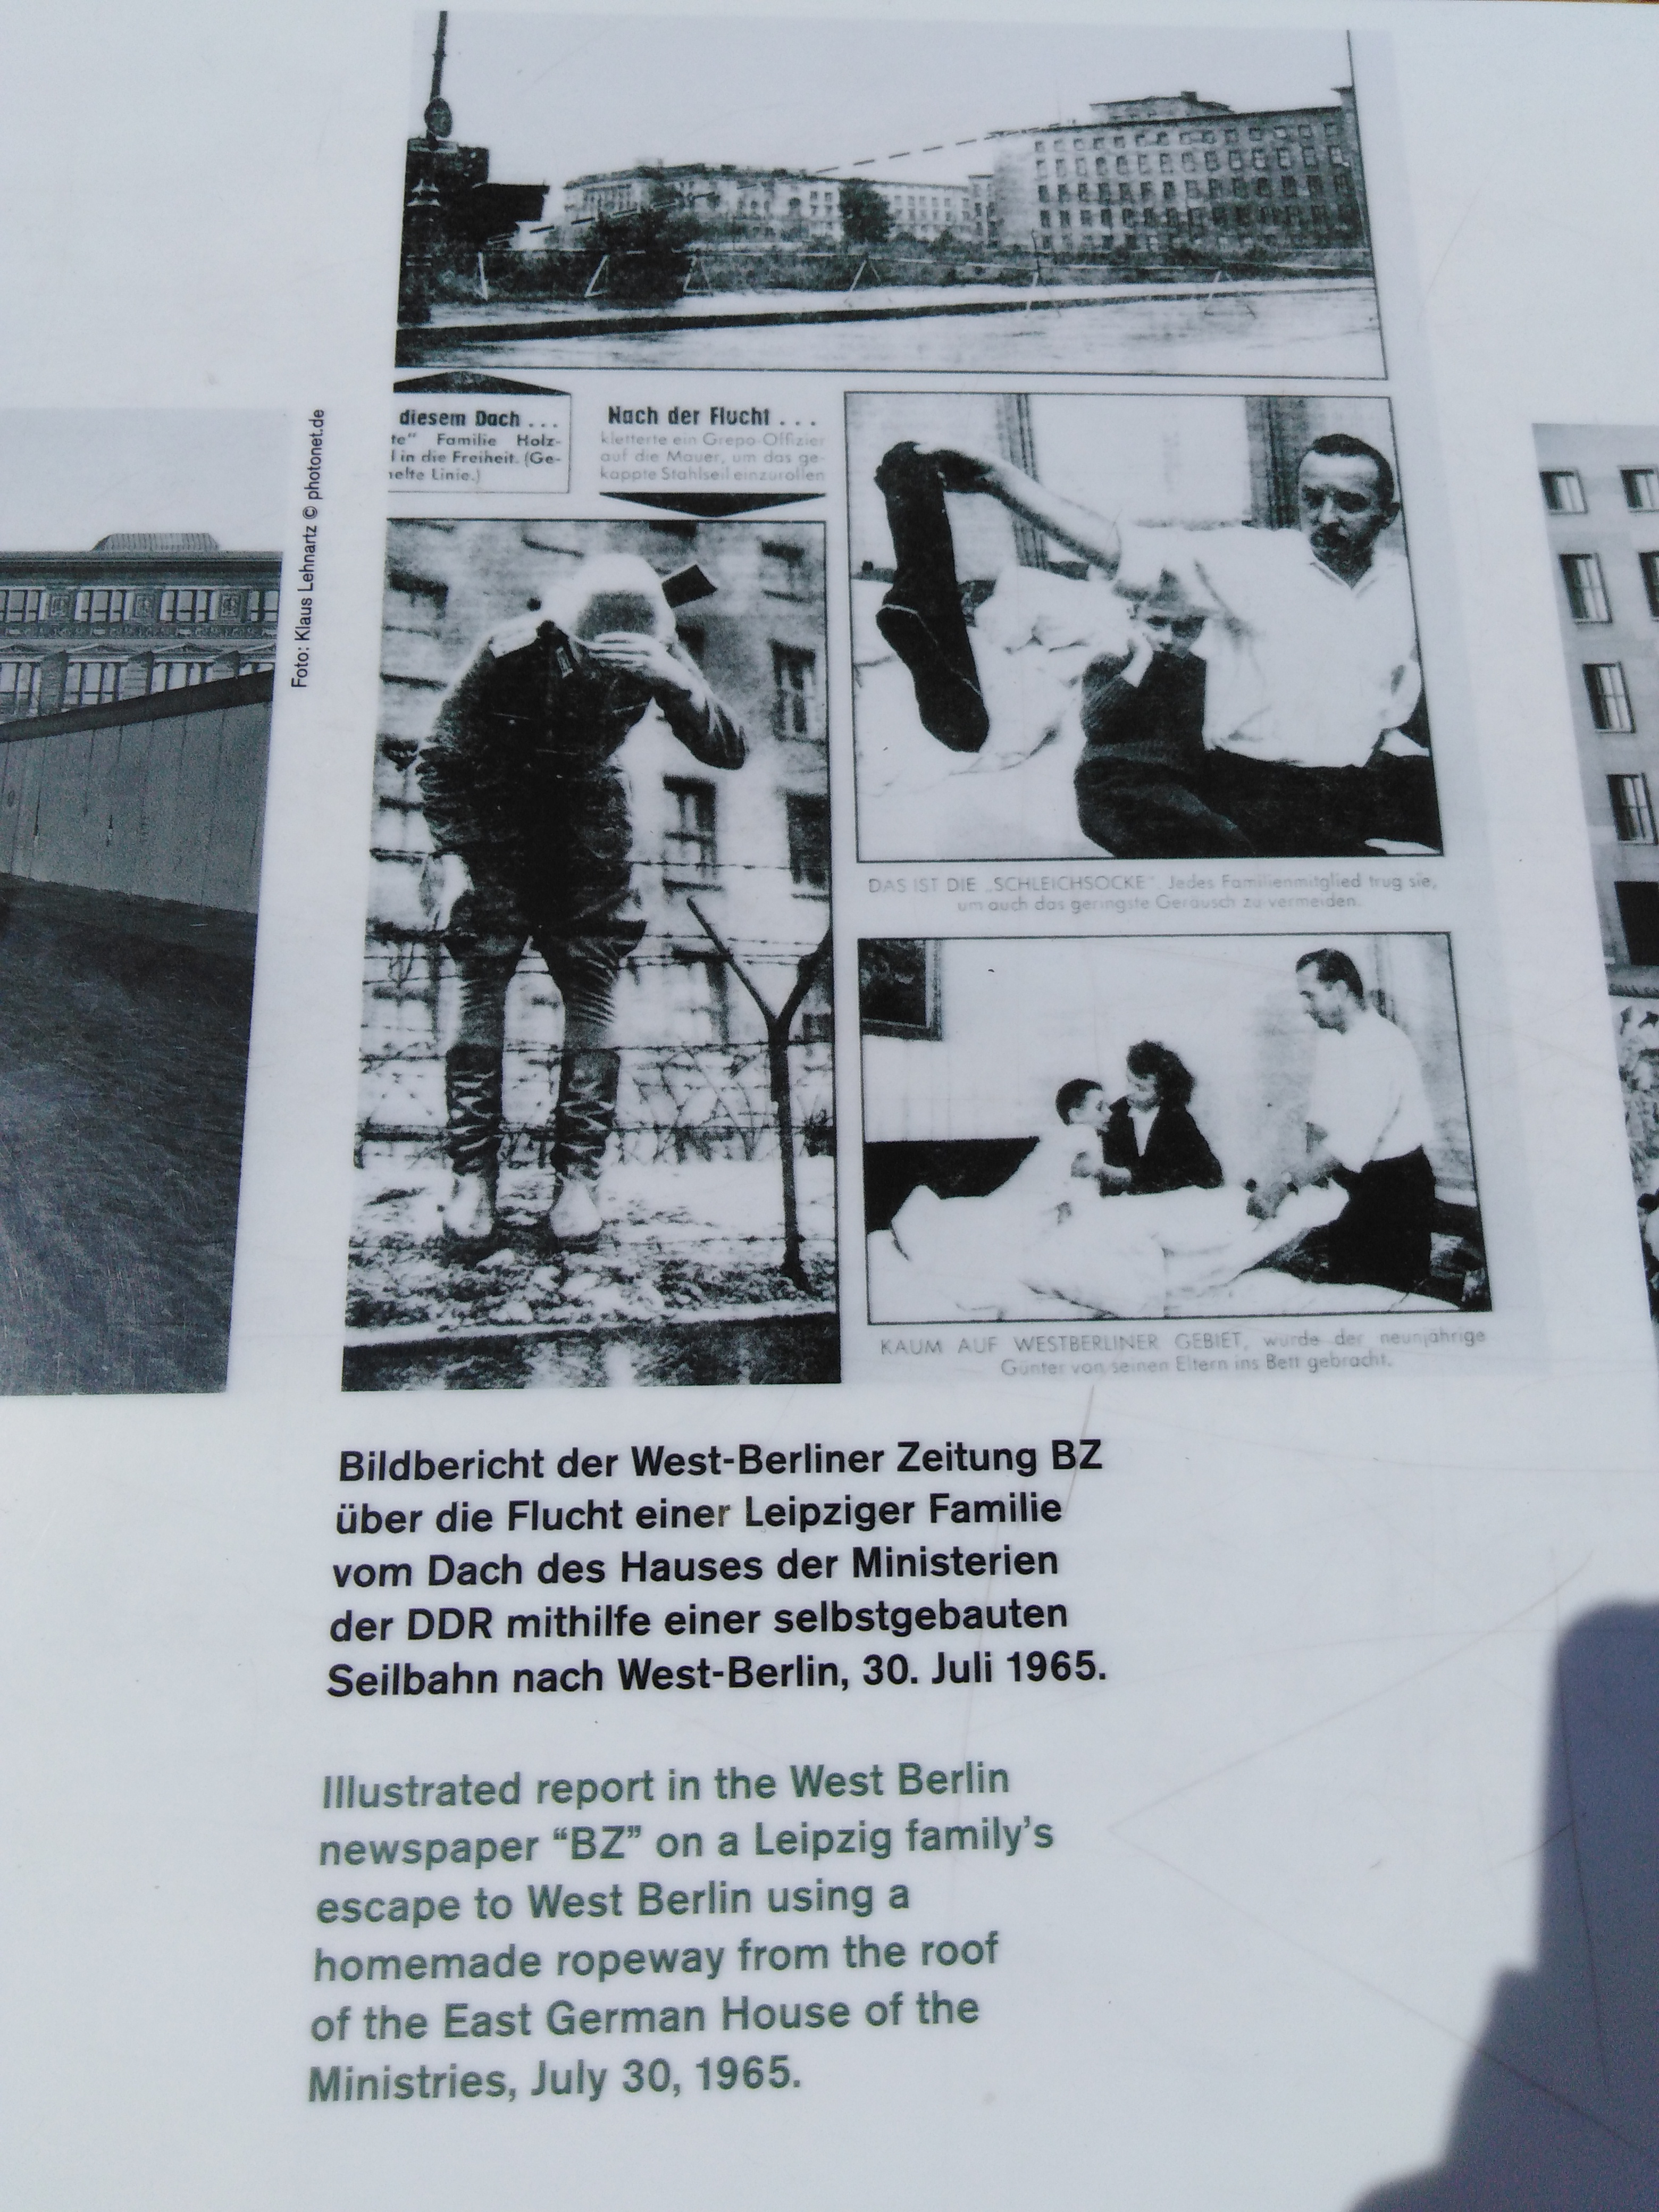 Foto: Klaus Lehnartz © photonet.de
diesem Dach . . .
te" Familie Holz-
l in die Freiheit. (Ge-
elte Linie.)
Nach der Flucht . . .
kletterte ein Grepo-Offizier
auf die Mauer, um das ge-
kappte Stahlseil einzurollen
DAS IST DIE „SCHLEICHSOCKE". Jedes Familienmitglied trug sie,
um auch das geringste Geräusch zu vermeiden.
KAUM AUF WESTBERLINER GEBIET, wurde der neunjährige
Günter von seinen Eltern ins Bett gebracht.
Bildbericht der West-Berliner Zeitung BZ
über die Flucht einer Leipziger Familie
vom Dach des Hauses der Ministerien
der DDR mithilfe einer selbstgebauten
Seilbahn nach West-Berlin, 30. Juli 1965.
Illustrated report in the West Berlin
newspaper “BZ” on a Leipzig family’s
escape to West Berlin using a
homemade ropeway from the roof
of the East German House of the
Ministries, July 30, 1965.